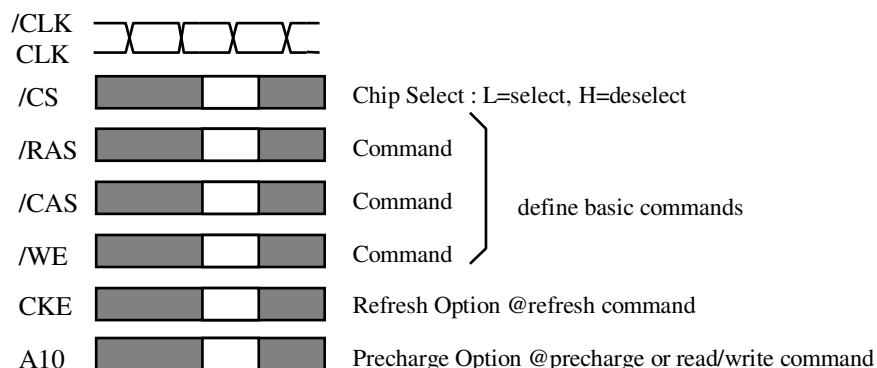 /CLK
CLK
/CS Chip Select : L=select, H=deselect
/RAS Command
/CAS Command define basic commands
/WE Command
CKE Refresh Option @refresh command
A10 Precharge Option @precharge or read/write command